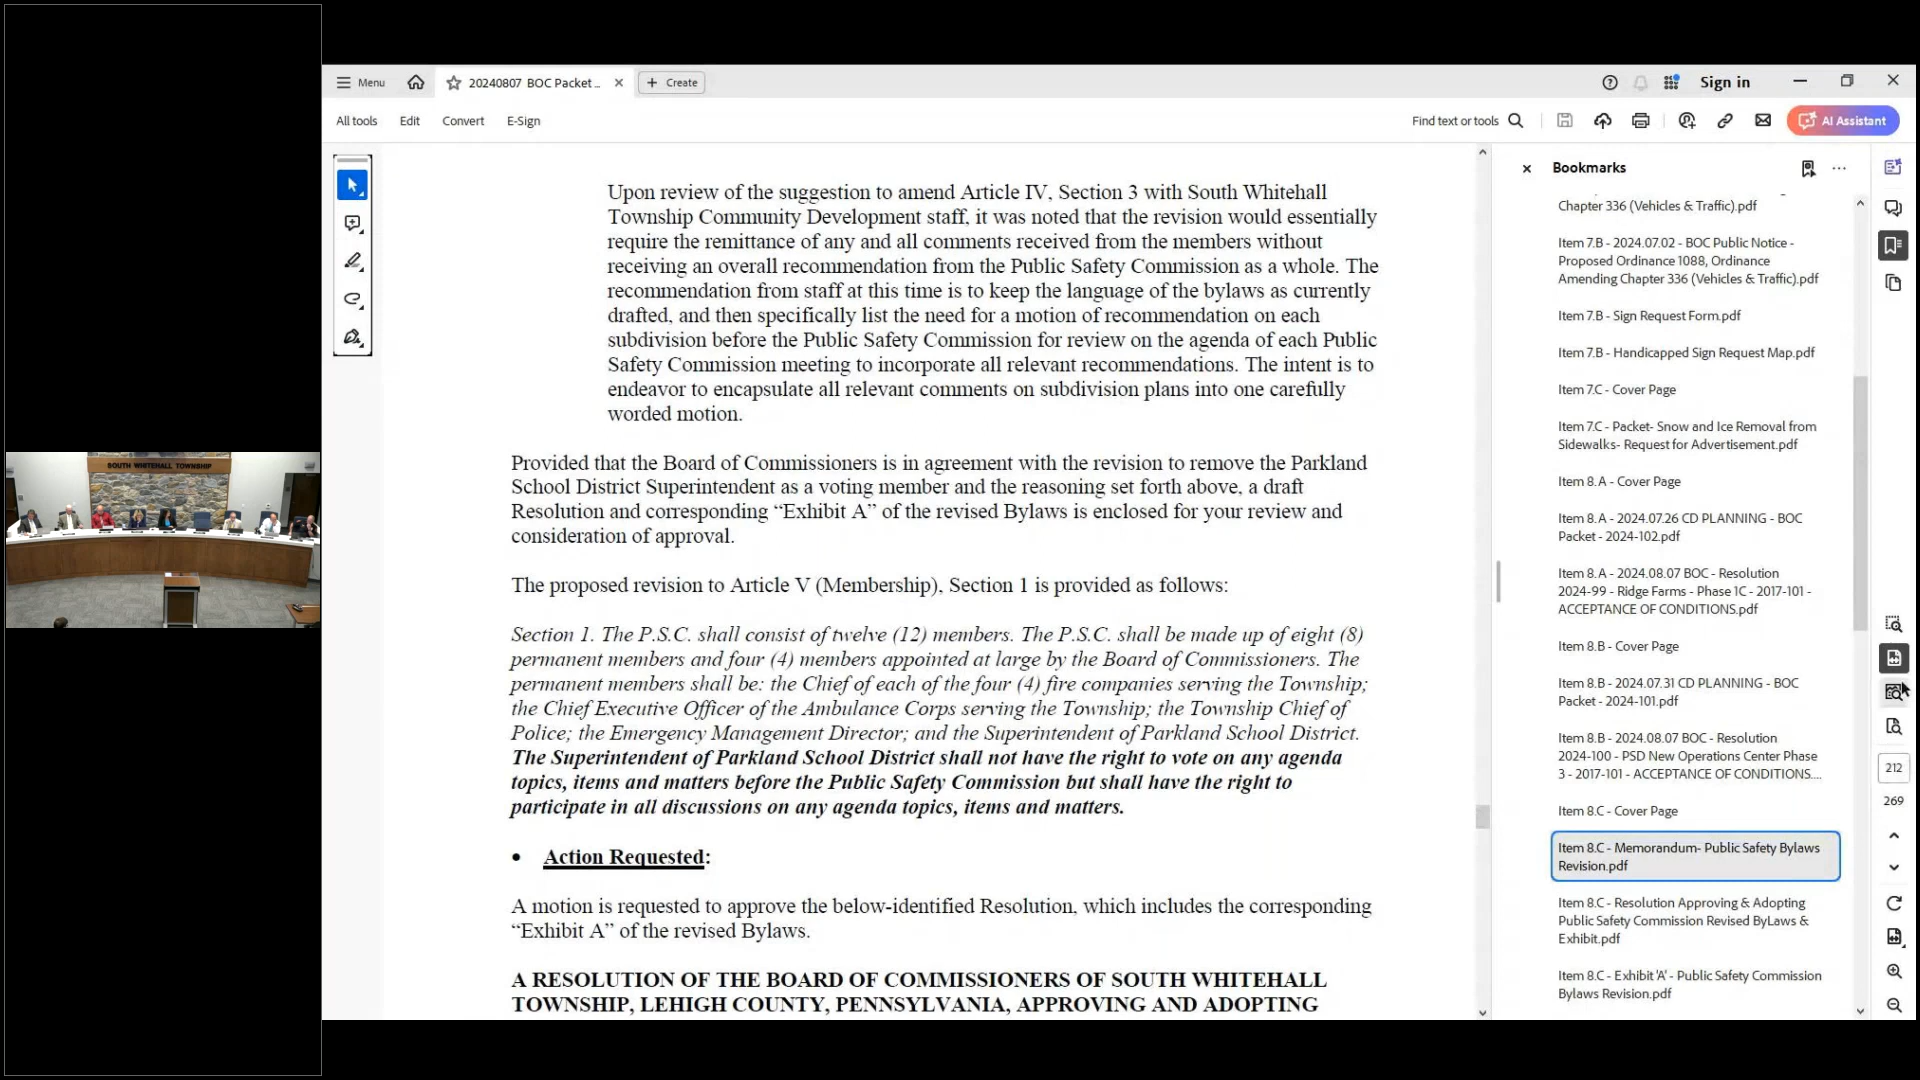 SOUTH WHITEHALL TOWNSHIP
Menu
20240807 BOC Packet ...
Create
Sign in
All tools
Edit
Convert
E-Sign
Find text or tools
AI Assistant
Upon review of the suggestion to amend Article IV, Section 3 with South Whitehall
Township Community Development staff, it was noted that the revision would essentially
require the remittance of any and all comments received from the members without
receiving an overall recommendation from the Public Safety Commission as a whole. The
recommendation from staff at this time is to keep the language of the bylaws as currently
drafted, and then specifically list the need for a motion of recommendation on each
subdivision before the Public Safety Commission for review on the agenda of each Public
Safety Commission meeting to incorporate all relevant recommendations. The intent is to
endeavor to encapsulate all relevant comments on subdivision plans into one carefully
worded motion.
Provided that the Board of Commissioners is in agreement with the revision to remove the Parkland
School District Superintendent as a voting member and the reasoning set forth above, a draft
Resolution and corresponding “Exhibit A” of the revised Bylaws is enclosed for your review and
consideration of approval.
The proposed revision to Article V (Membership), Section 1 is provided as follows:
Section 1. The P.S.C. shall consist of twelve (12) members. The P.S.C. shall be made up of eight (8)
permanent members and four (4) members appointed at large by the Board of Commissioners. The
permanent members shall be: the Chief of each of the four (4) fire companies serving the Township;
the Chief Executive Officer of the Ambulance Corps serving the Township; the Township Chief of
Police; the Emergency Management Director; and the Superintendent of Parkland School District.
The Superintendent of Parkland School District shall not have the right to vote on any agenda
topics, items and matters before the Public Safety Commission but shall have the right to
participate in all discussions on any agenda topics, items and matters.
• Action Requested:
A motion is requested to approve the below-identified Resolution, which includes the corresponding
“Exhibit A” of the revised Bylaws.
A RESOLUTION OF THE BOARD OF COMMISSIONERS OF SOUTH WHITEHALL
TOWNSHIP, LEHIGH COUNTY, PENNSYLVANIA, APPROVING AND ADOPTING
Bookmarks
Chapter 336 (Vehicles & Traffic).pdf
Item 7.B - 2024.07.02 - BOC Public Notice -
Proposed Ordinance 1088, Ordinance
Amending Chapter 336 (Vehicles & Traffic).pdf
Item 7.B - Sign Request Form.pdf
Item 7.B - Handicapped Sign Request Map.pdf
Item 7.C - Cover Page
Item 7.C - Packet- Snow and Ice Removal from
Sidewalks- Request for Advertisement.pdf
Item 8.A - Cover Page
Item 8.A - 2024.07.26 CD PLANNING - BOC
Packet - 2024-102.pdf
Item 8.A - 2024.08.07 BOC - Resolution
2024-99 - Ridge Farms - Phase 1C - 2017-101 -
ACCEPTANCE OF CONDITIONS.pdf
Item 8.B - Cover Page
Item 8.B - 2024.07.31 CD PLANNING - BOC
Packet - 2024-101.pdf
Item 8.B - 2024.08.07 BOC - Resolution
2024-100 - PSD New Operations Center Phase
3 - 2017-101 - ACCEPTANCE OF CONDITIONS....
Item 8.C - Cover Page
Item 8.C - Memorandum- Public Safety Bylaws
Revision.pdf
Item 8.C - Resolution Approving & Adopting
Public Safety Commission Revised ByLaws &
Exhibit.pdf
Item 8.C - Exhibit 'A' - Public Safety Commission
Bylaws Revision.pdf
212
269